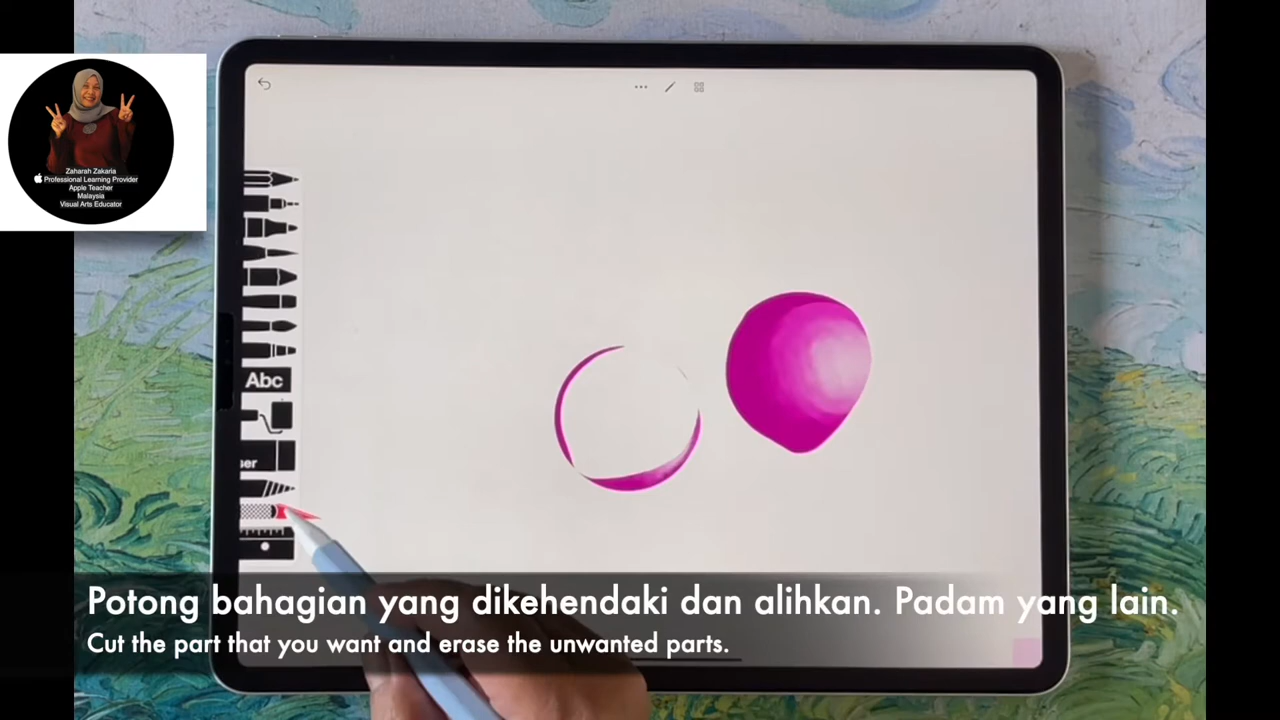 Zaharah Zakaria
Professional Learning Provider
Apple Teacher
Malaysia
Visual Arts Educator
Abc
ser
Potong bahagian yang dikehendaki dan alihkan. Padam yang lain.
Cut the part that you want and erase the unwanted parts.